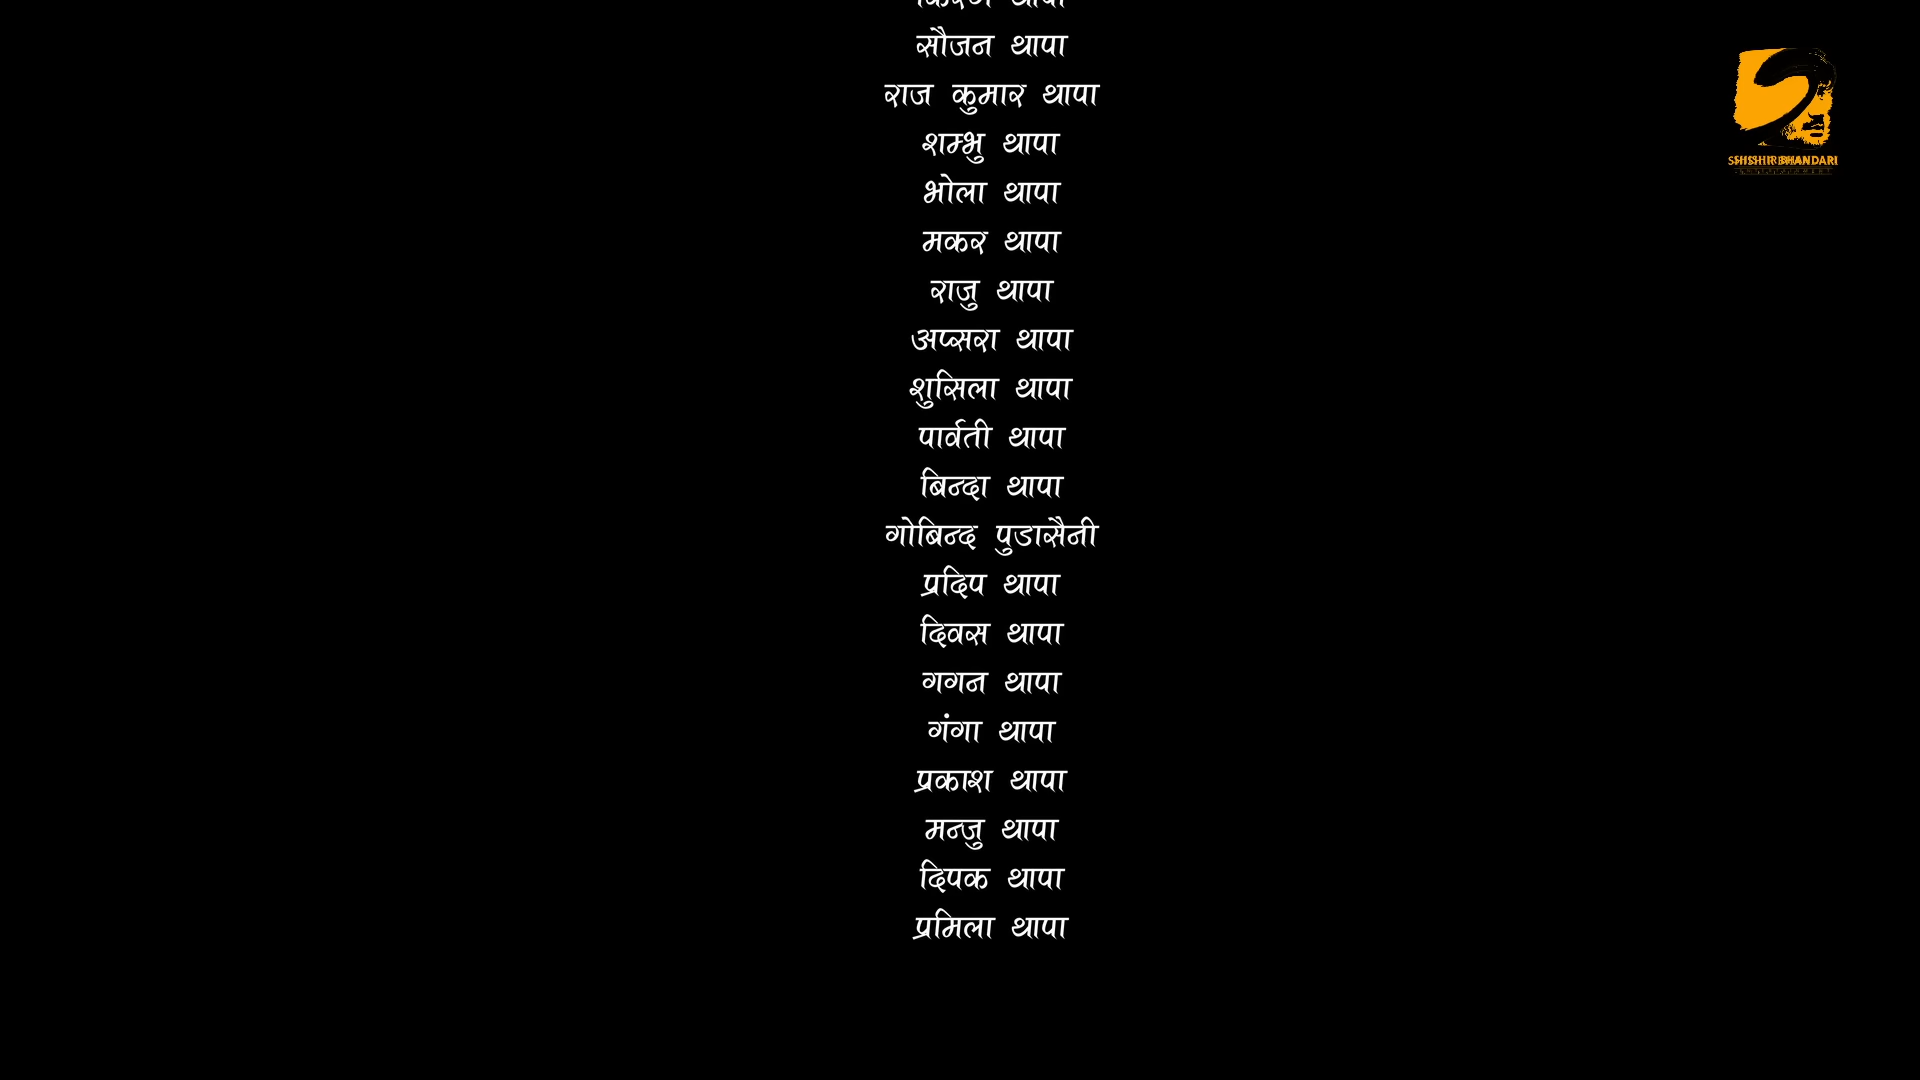 थापा
सौजन थापा
राज कुमार थापा
शम्भु थापा
भोला थापा
मकर थापा
राजु थापा
अप्सरा थापा
शुसिला थापा
पार्वती थापा
बिन्दा थापा
गोबिन्द पुडासैनी
प्रदिप थापा
दिवस थापा
गगन थापा
गंगा थापा
प्रकाश थापा
मन्जु थापा
दिपक थापा
प्रमिला थापा
SHISHIR BHANDARI